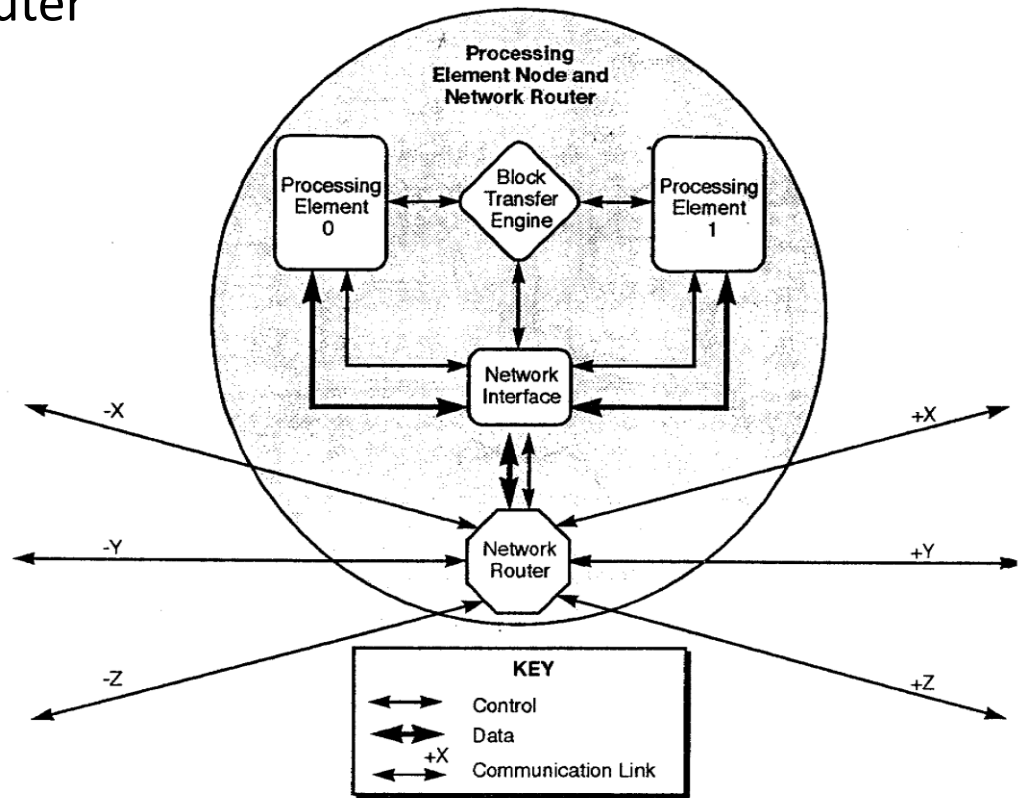 Processing
Element Node and
Network Router
Processing
Element
0
Block
Transfer
Engine
Processing
Element
1
Network
Interface
-X
+X
-Y
Network
Router
+Y
-Z
+Z
KEY
Control
Data
+X
Communication Link